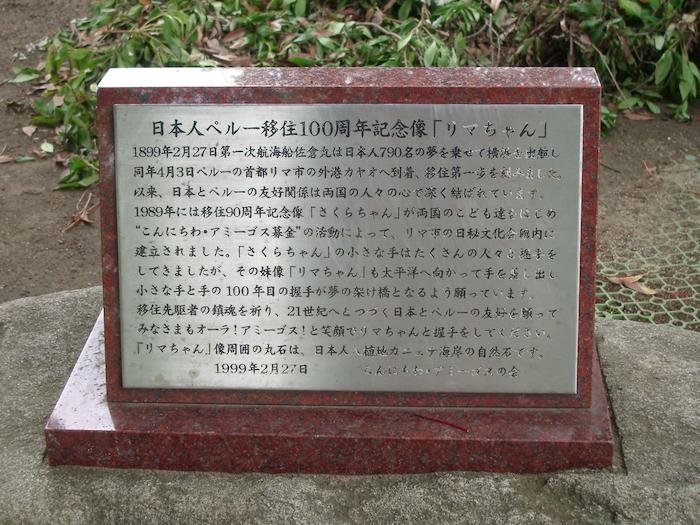 日本人ペルー移住100周年記念像「リマちゃん」
1899年2月27日第一次航海船佐倉丸は日本人790名の夢を乗せて横浜を出航し
同年4月3日ペルーの首都リマ市の外港カヤオへ到着、移住第一歩を刻みました。
以来、日本とペルーの友好関係は両国の人々の心で深く結ばれています。
1989年には移住90周年記念像「さくらちゃん」が両国のこども達をはじめ
“こんにちわ・アミーゴス募金”の活動によって、リマ市の日秘文化会館内に
建立されました。「さくらちゃん」の小さな手はたくさんの人々と握手を
してきましたが、その妹像「リマちゃん」も太平洋へ向かって手を差し出し
小さな手と手の100年目の握手が夢の架け橋となるよう願っています。
移住先駆者の鎮魂を祈り、21世紀へとつづく日本とペルーの友好を願って
みなさまもオーラ！アミーゴス！と笑顔でリマちゃんと握手をしてください。
『リマちゃん』像周囲の丸石は、日本人入植地カニェテ海岸の自然石です。
1999年2月27日 こんにちわ・アミーゴスの会